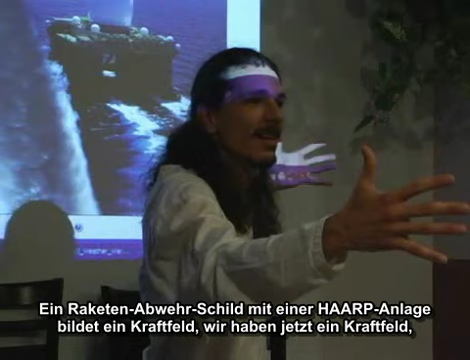 Ein Raketen-Abwehr-Schild mit einer HAARP-Anlage
bildet ein Kraftfeld, wir haben jetzt ein Kraftfeld,